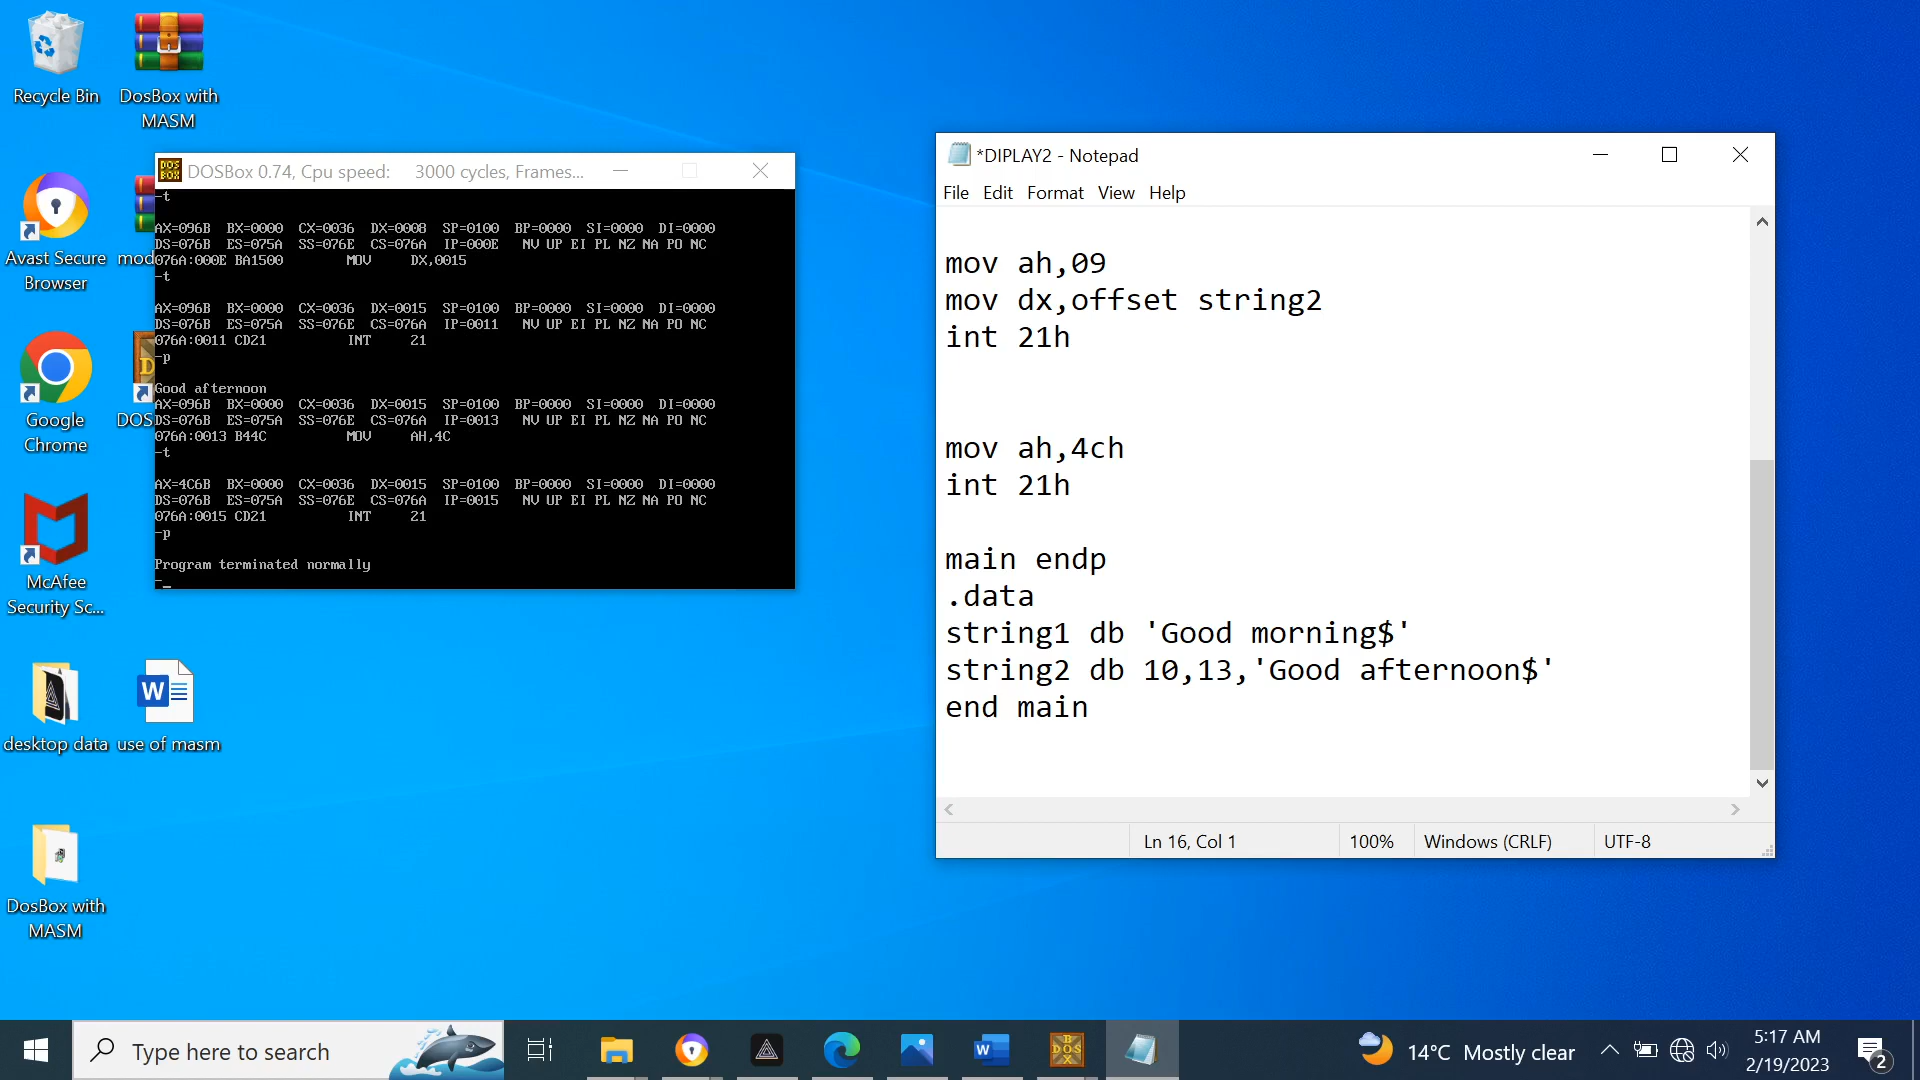 Recycle Bin
DosBox with
MASM
Avast Secure
Browser
mod
Google
Chrome
DOS
McAfee
Security Sc...
desktop data
use of masm
DosBox with
MASM
DOSBox 0.74, Cpu speed: 3000 cycles, Frames...
-t
AX=096B BX=0000 CX=0036 DX=0008 SP=0100 BP=0000 SI=0000 DI=0000
DS=076B ES=075A SS=076E CS=076A IP=000E NV UP EI PL NZ NA PO NC
076A:000E BA1500 MOV DX,0015
-t
AX=096B BX=0000 CX=0036 DX=0015 SP=0100 BP=0000 SI=0000 DI=0000
DS=076B ES=075A SS=076E CS=076A IP=0011 NV UP EI PL NZ NA PO NC
076A:0011 CD21 INT 21
-p
Good afternoon
AX=096B BX=0000 CX=0036 DX=0015 SP=0100 BP=0000 SI=0000 DI=0000
DS=076B ES=075A SS=076E CS=076A IP=0013 NV UP EI PL NZ NA PO NC
076A:0013 B44C MOV AH,4C
-t
AX=4C6B BX=0000 CX=0036 DX=0015 SP=0100 BP=0000 SI=0000 DI=0000
DS=076B ES=075A SS=076E CS=076A IP=0015 NV UP EI PL NZ NA PO NC
076A:0015 CD21 INT 21
-p
Program terminated normally
-_
*DIPLAY2 - Notepad
File Edit Format View Help
mov ah,09
mov dx,offset string2
int 21h
mov ah,4ch
int 21h
main endp
.data
string1 db 'Good morning$'
string2 db 10,13,'Good afternoon$'
end main
Ln 16, Col 1 100% Windows (CRLF) UTF-8
Type here to search
14°C Mostly clear
5:17 AM
2/19/2023
2